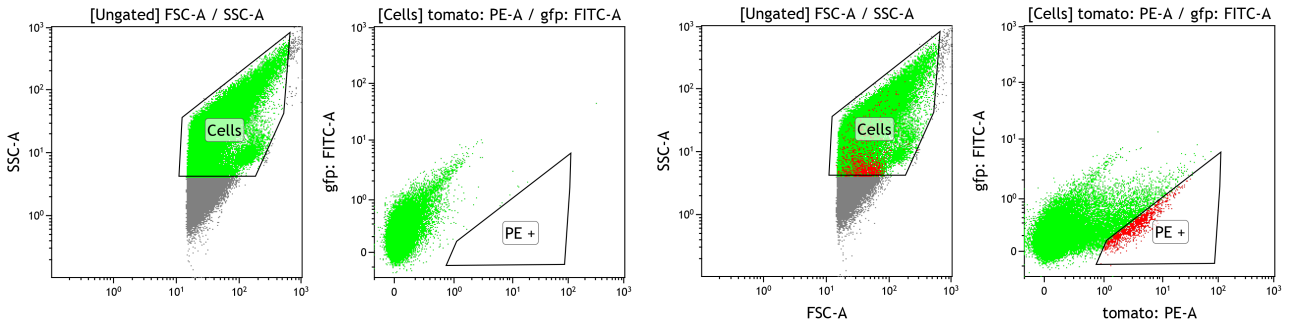 [Ungated] FSC-A / SSC-A
10³
10²
10¹
10⁰
SSC-A
Cells
10⁰ 10¹ 10² 10³
[Cells] tomato: PE-A / gfp: FITC-A
10³
10²
10¹
10⁰
0
gfp: FITC-A
PE +
0 10⁰ 10¹ 10² 10³
[Ungated] FSC-A / SSC-A
10³
10²
10¹
10⁰
SSC-A
Cells
10⁰ 10¹ 10² 10³
FSC-A
[Cells] tomato: PE-A / gfp: FITC-A
10³
10²
10¹
10⁰
0
gfp: FITC-A
PE +
0 10⁰ 10¹ 10² 10³
tomato: PE-A